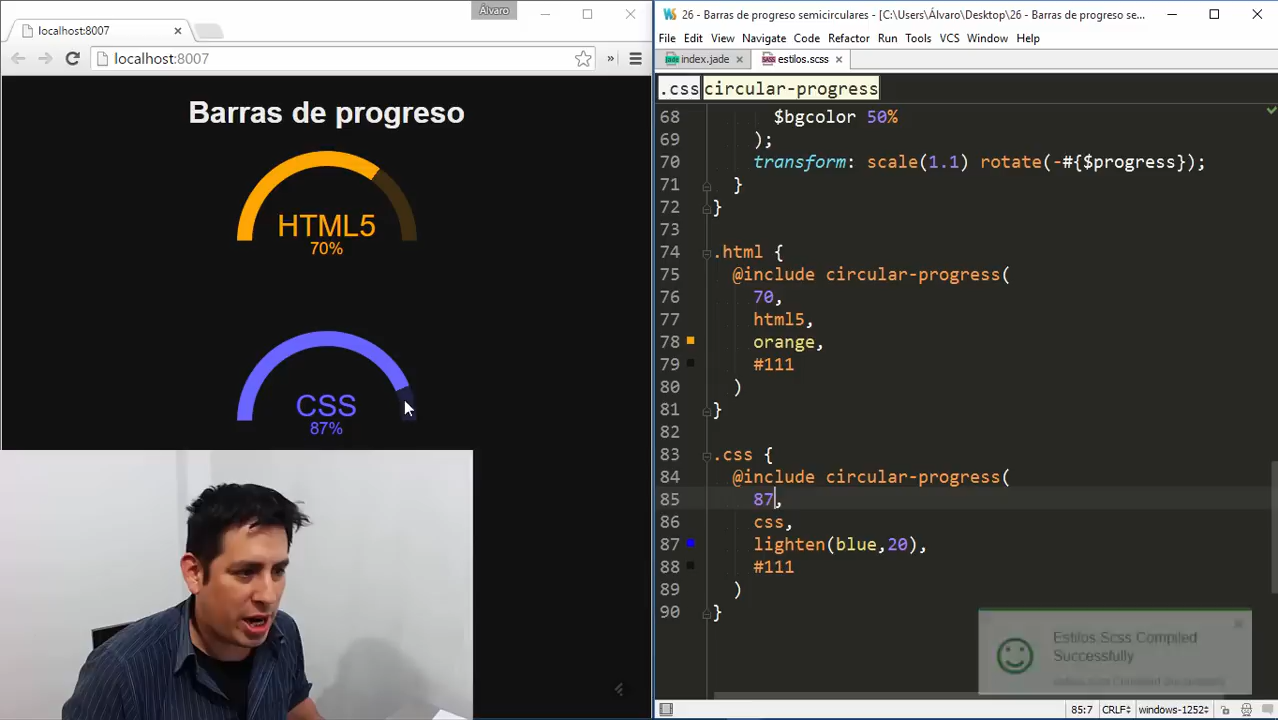 Álvaro
localhost:8007
localhost:8007
Barras de progreso
HTML5
70%
CSS
87%
26 - Barras de progreso semicirculares - [C:\Users\Álvaro\Desktop\26 - Barras de progreso se...
File Edit View Navigate Code Refactor Run Tools VCS Window Help
index.jade estilos.scss
.css circular-progress
68 $bgcolor 50%
69 );
70 transform: scale(1.1) rotate(-#{$progress});
71 }
72 }
73
74 .html {
75 @include circular-progress(
76 70,
77 html5,
78 orange,
79 #111
80 )
81 }
82
83 .css {
84 @include circular-progress(
85 87,
86 css,
87 lighten(blue,20),
88 #111
89 )
90 }
Estilos.Scss Compiled
Successfully
85:7 CRLF÷ windows-1252÷